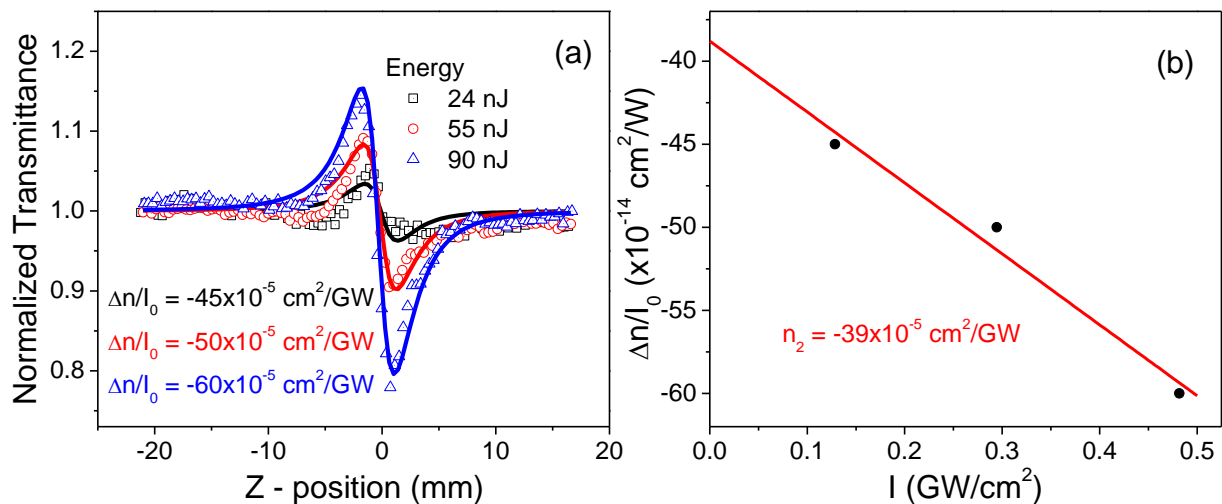 (a)
Energy
24 nJ
55 nJ
90 nJ
Δn/I₀ = -45x10⁻⁵ cm²/GW
Δn/I₀ = -50x10⁻⁵ cm²/GW
Δn/I₀ = -60x10⁻⁵ cm²/GW
Normalized Transmittance
1.2
1.1
1.0
0.9
0.8
-20
-10
0
10
20
Z - position (mm)
(b)
n₂ = -39x10⁻⁵ cm²/GW
Δn/I₀ (x10⁻¹⁴ cm²/W)
-40
-45
-50
-55
-60
0.0
0.1
0.2
0.3
0.4
0.5
I (GW/cm²)